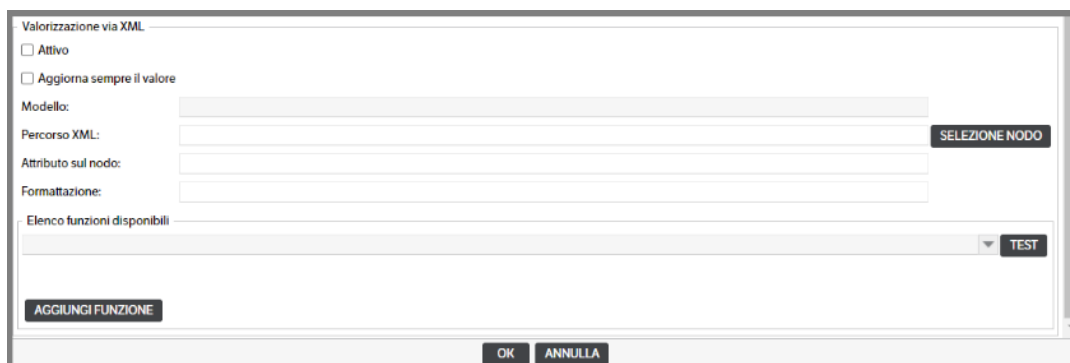 Valorizzazione via XML
Attivo
Aggiorna sempre il valore
Modello:
Percorso XML:
SELEZIONE NODO
Attributo sul nodo:
Formattazione:
Elenco funzioni disponibili
TEST
AGGIUNGI FUNZIONE
OK ANNULLA